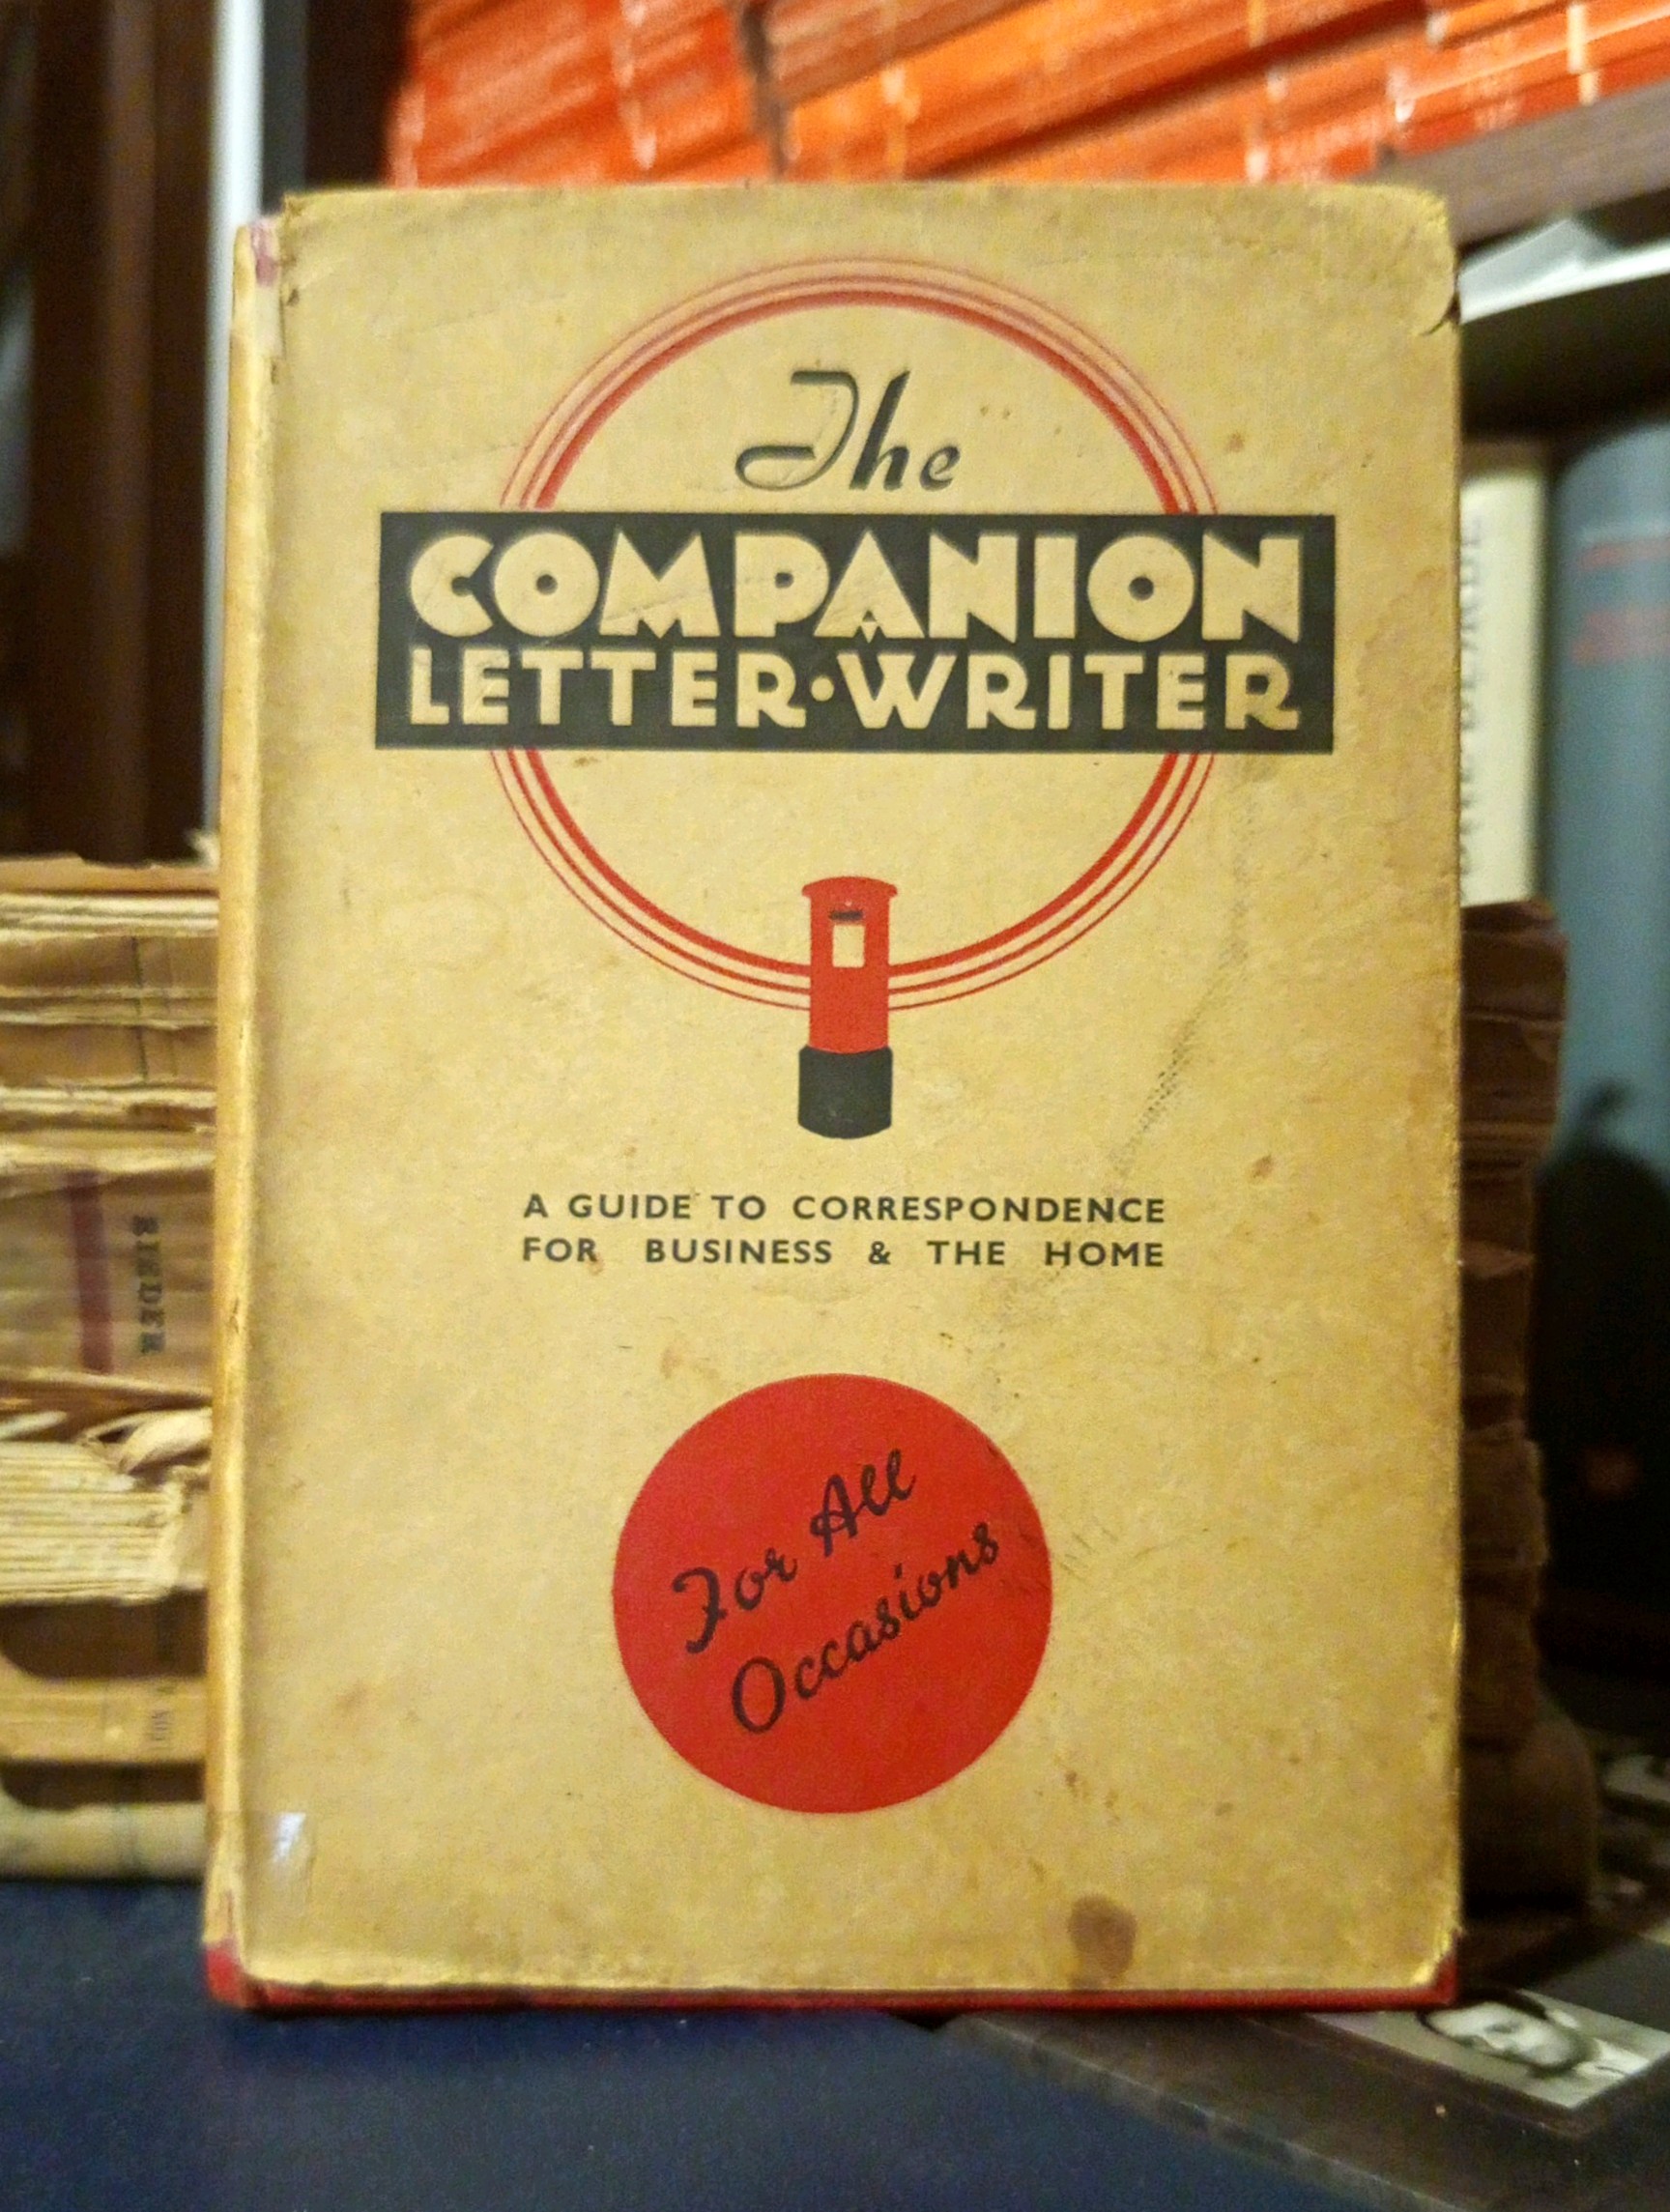 The
COMPANION
LETTER·WRITER
A GUIDE TO CORRESPONDENCE
FOR BUSINESS & THE HOME
For All
Occasions